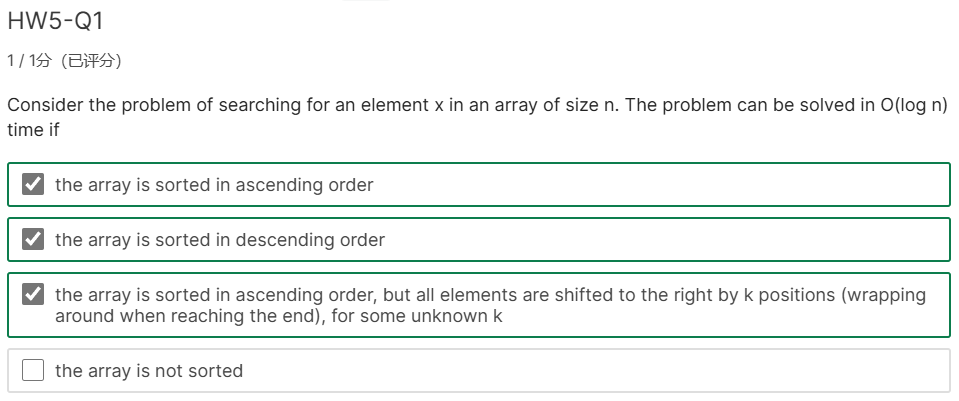 HW5-Q1
1 / 1分（已评分）
Consider the problem of searching for an element x in an array of size n. The problem can be solved in O(log n)
time if
the array is sorted in ascending order
the array is sorted in descending order
the array is sorted in ascending order, but all elements are shifted to the right by k positions (wrapping
around when reaching the end), for some unknown k
the array is not sorted